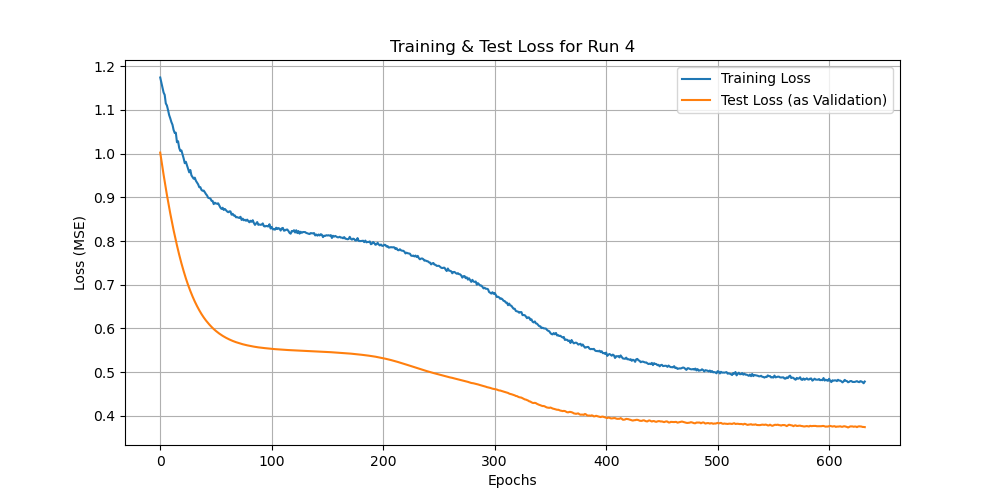 Training & Test Loss for Run 4
Training Loss
Test Loss (as Validation)
Loss (MSE)
1.2
1.1
1.0
0.9
0.8
0.7
0.6
0.5
0.4
0 100 200 300 400 500 600
Epochs